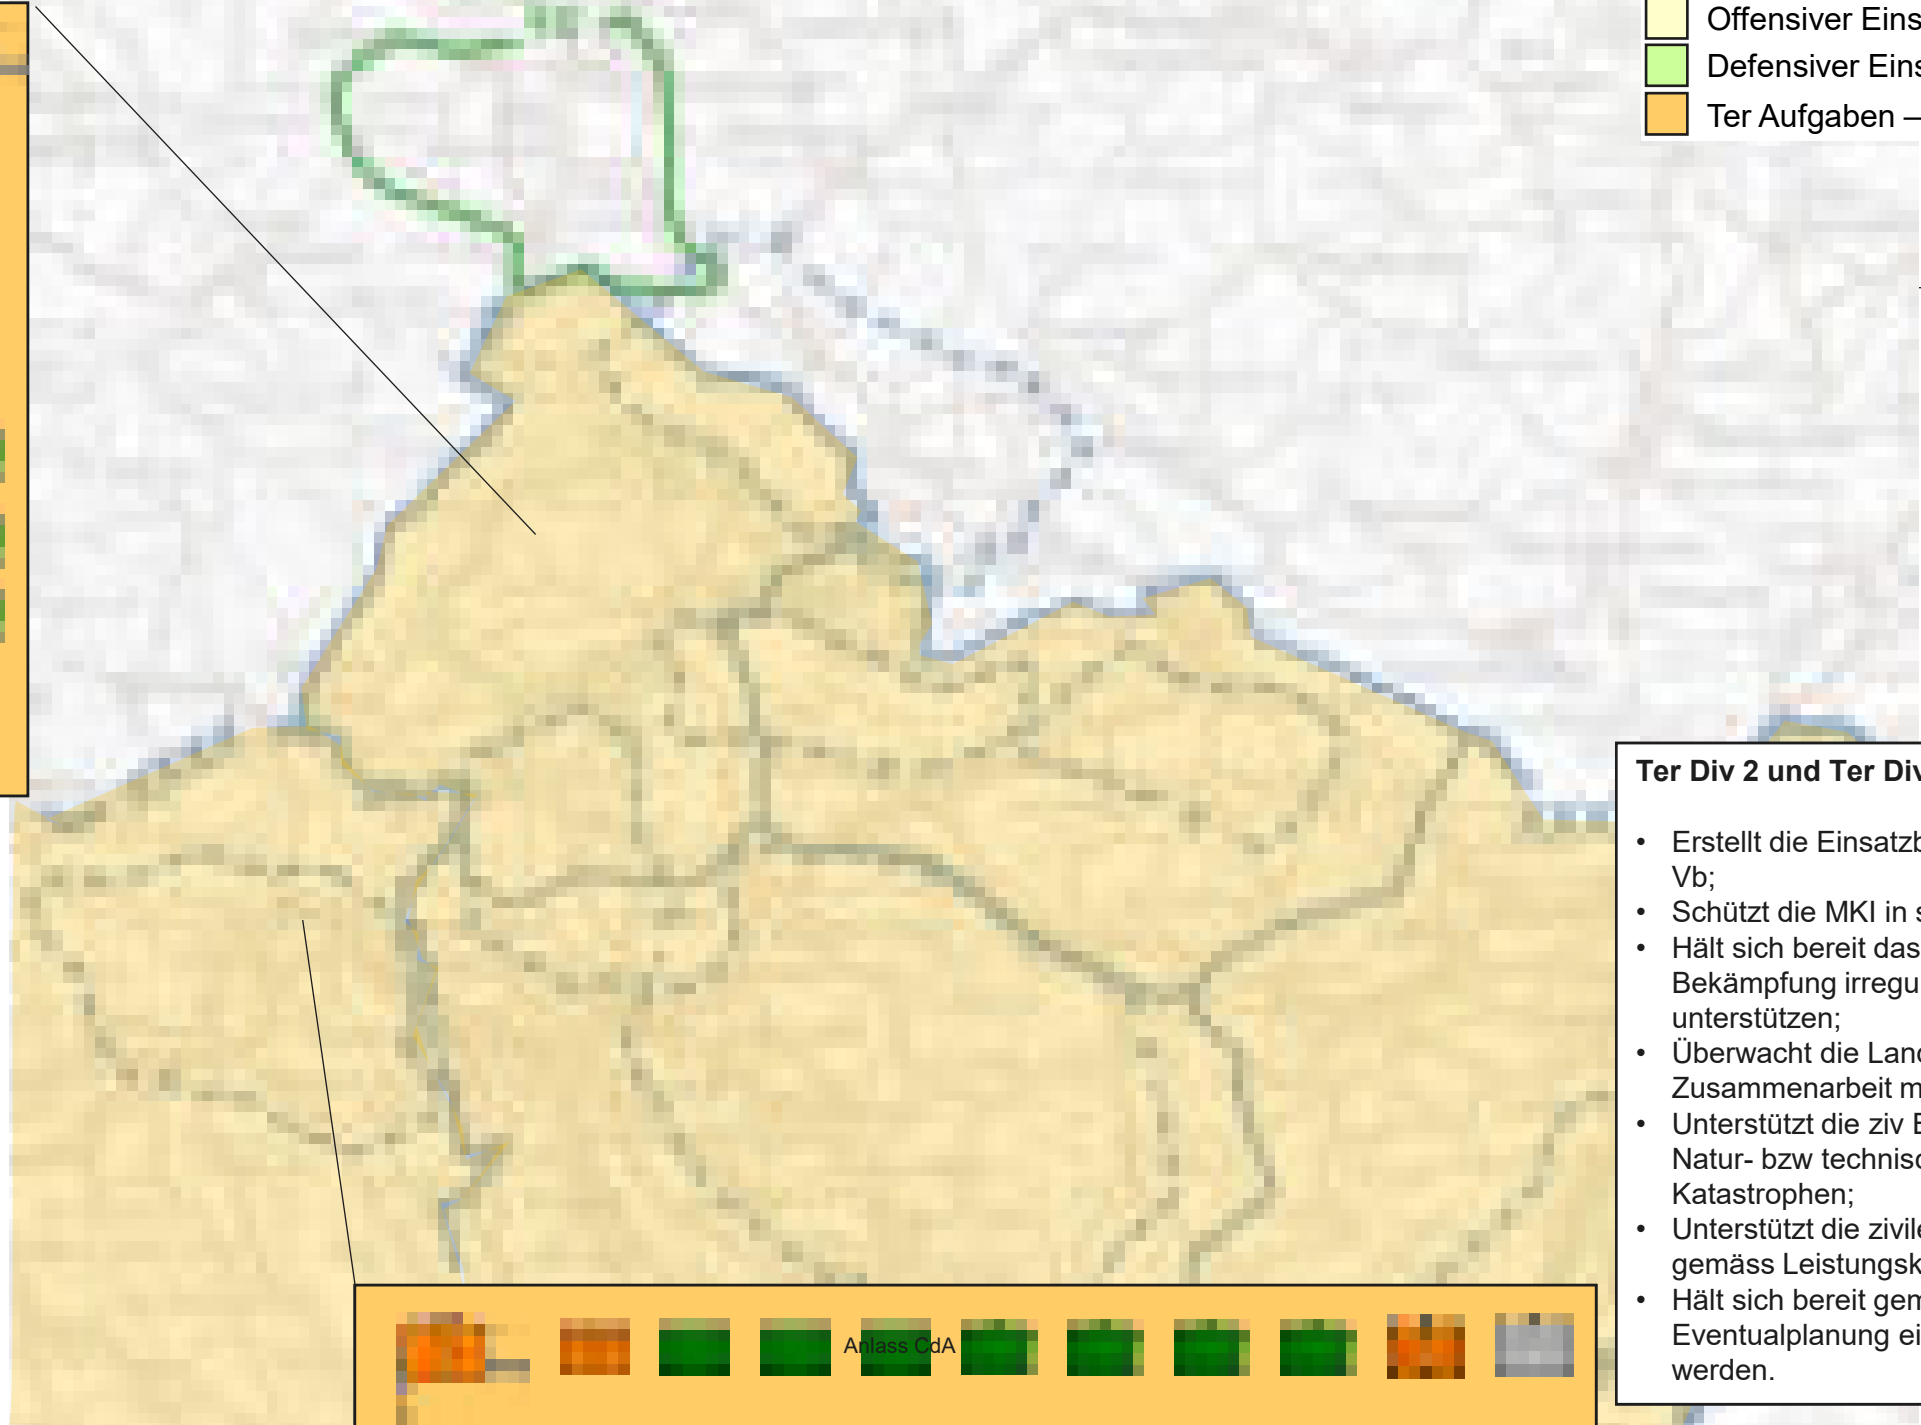 Offensiver Eins
Defensiver Eins
Ter Aufgaben –
Ter Div 2 und Ter Div
• Erstellt die Einsatzb
Vb;
• Schützt die MKI in s
• Hält sich bereit das
Bekämpfung irregu
unterstützen;
• Überwacht die Land
Zusammenarbeit m
• Unterstützt die ziv B
Natur- bzw technisc
Katastrophen;
• Unterstützt die zivile
gemäss Leistungsk
• Hält sich bereit gem
Eventualplanung ei
werden.
Anlass CdA